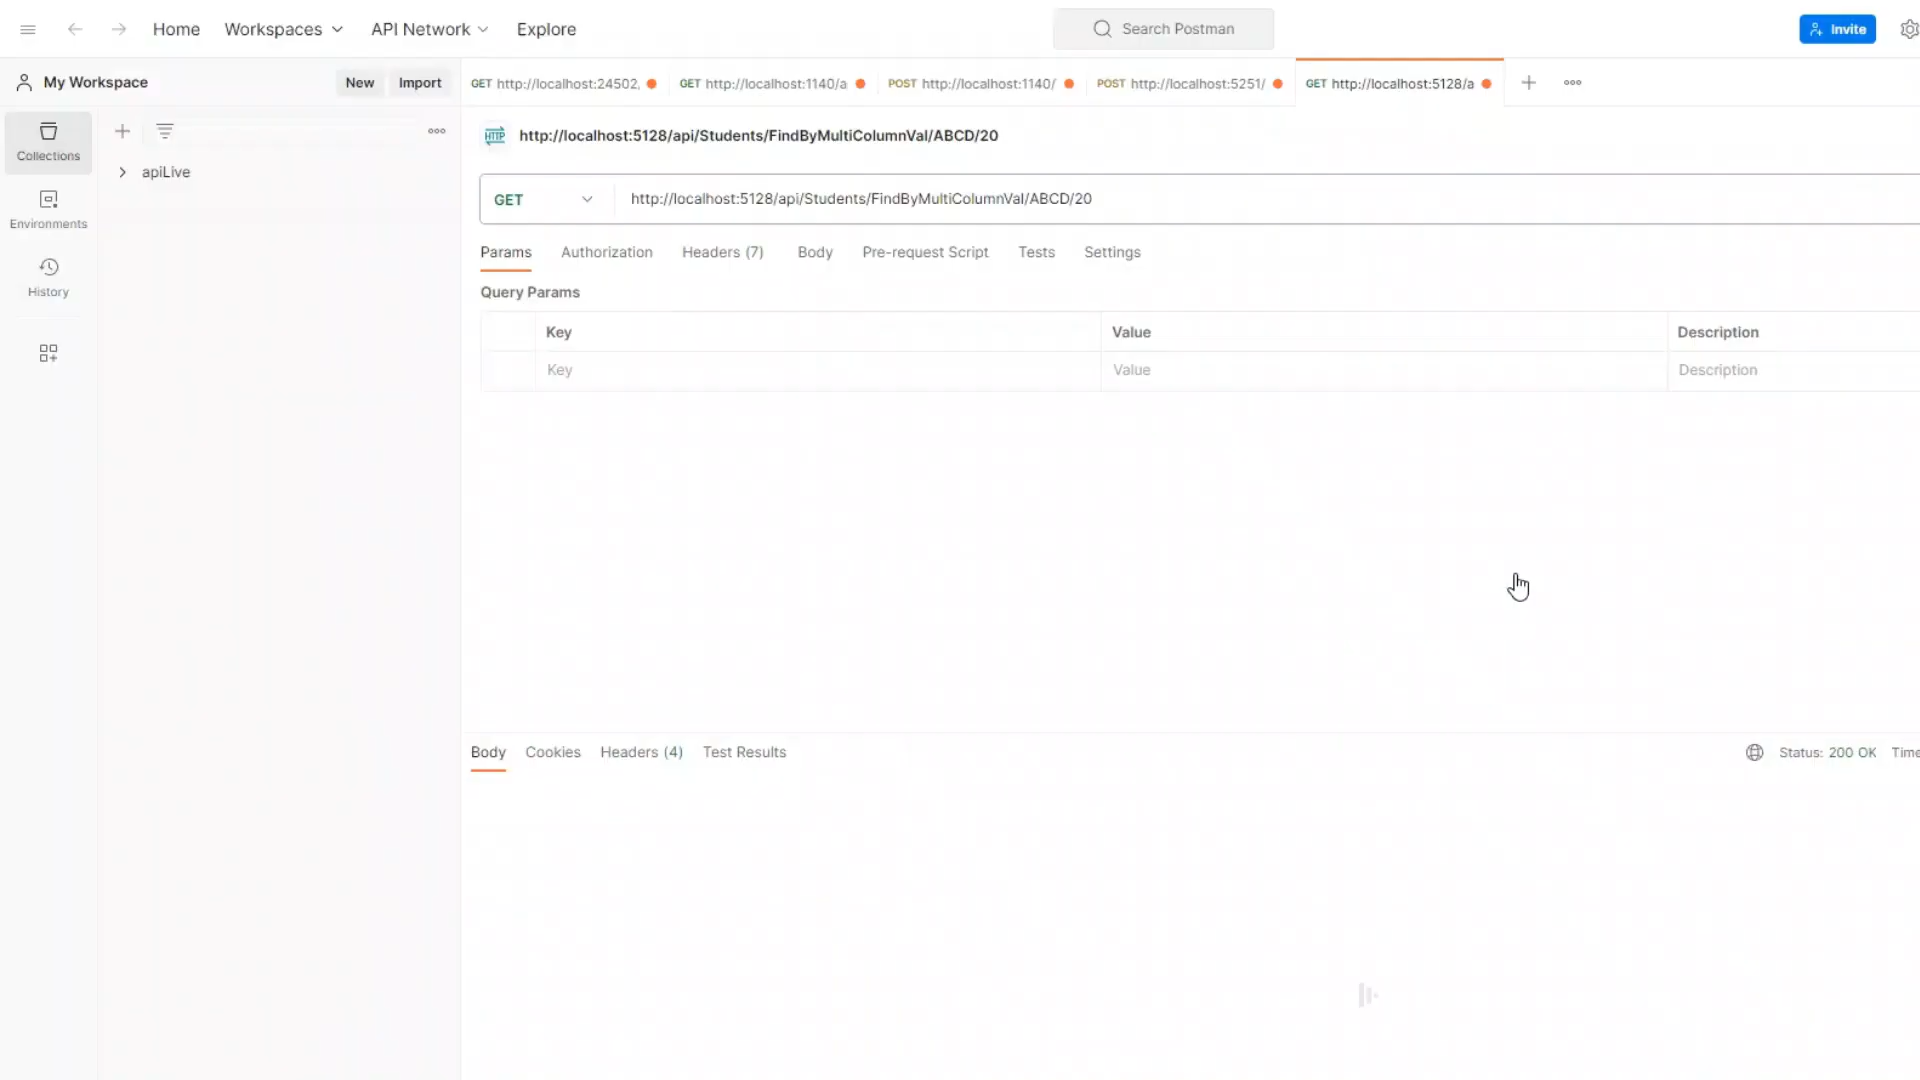 Home Workspaces API Network Explore Search Postman Invite
My Workspace New Import GET http://localhost:24502, GET http://localhost:1140/a POST http://localhost:1140/ POST http://localhost:5251/ GET http://localhost:5128/a
HTTP http://localhost:5128/api/Students/FindByMultiColumnVal/ABCD/20
Collections
apiLive
GET http://localhost:5128/api/Students/FindByMultiColumnVal/ABCD/20
Environments
Params Authorization Headers (7) Body Pre-request Script Tests Settings
History
Query Params
Key Value Description
Key Value Description
Body Cookies Headers (4) Test Results Status: 200 OK Time